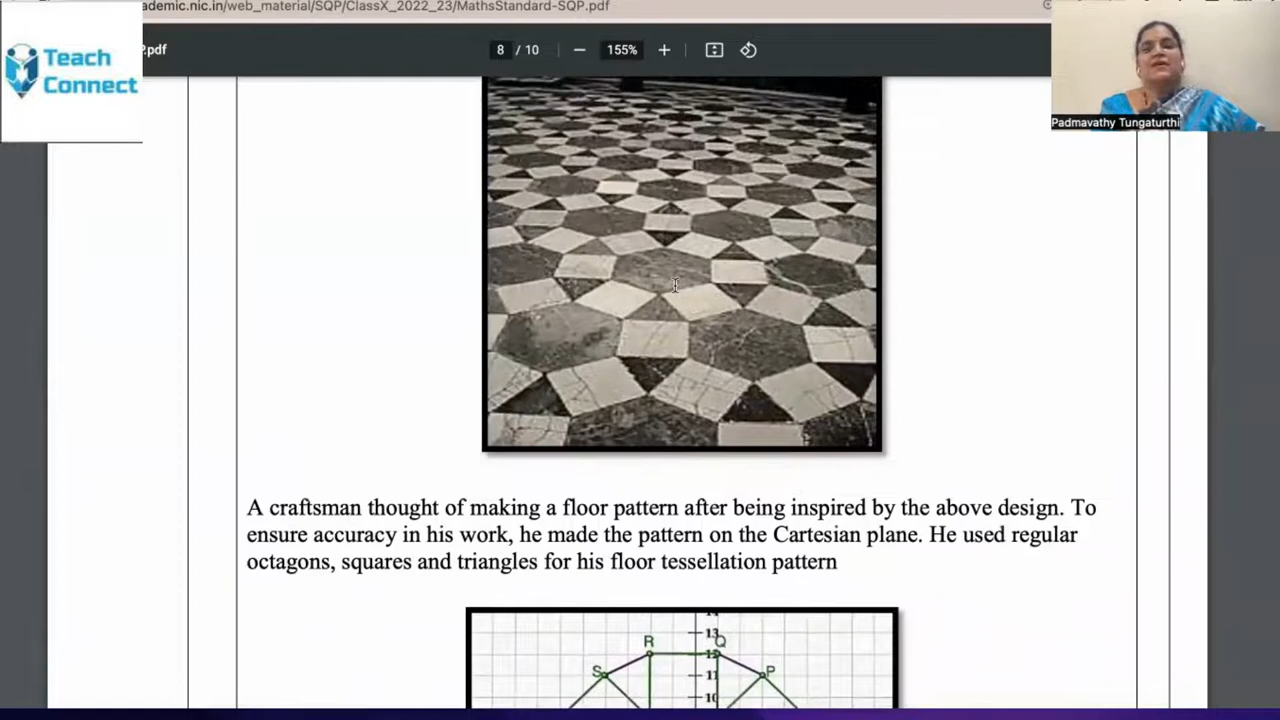 ademic.nic.in/web_material/SQP/ClassX_2022_23/MathsStandard-SQP.pdf
Teach
Connect
.pdf
8 / 10
155%
Padmavathy Tungaturthi
A craftsman thought of making a floor pattern after being inspired by the above design. To
ensure accuracy in his work, he made the pattern on the Cartesian plane. He used regular
octagons, squares and triangles for his floor tessellation pattern
13
R Q
12
S P
11
10